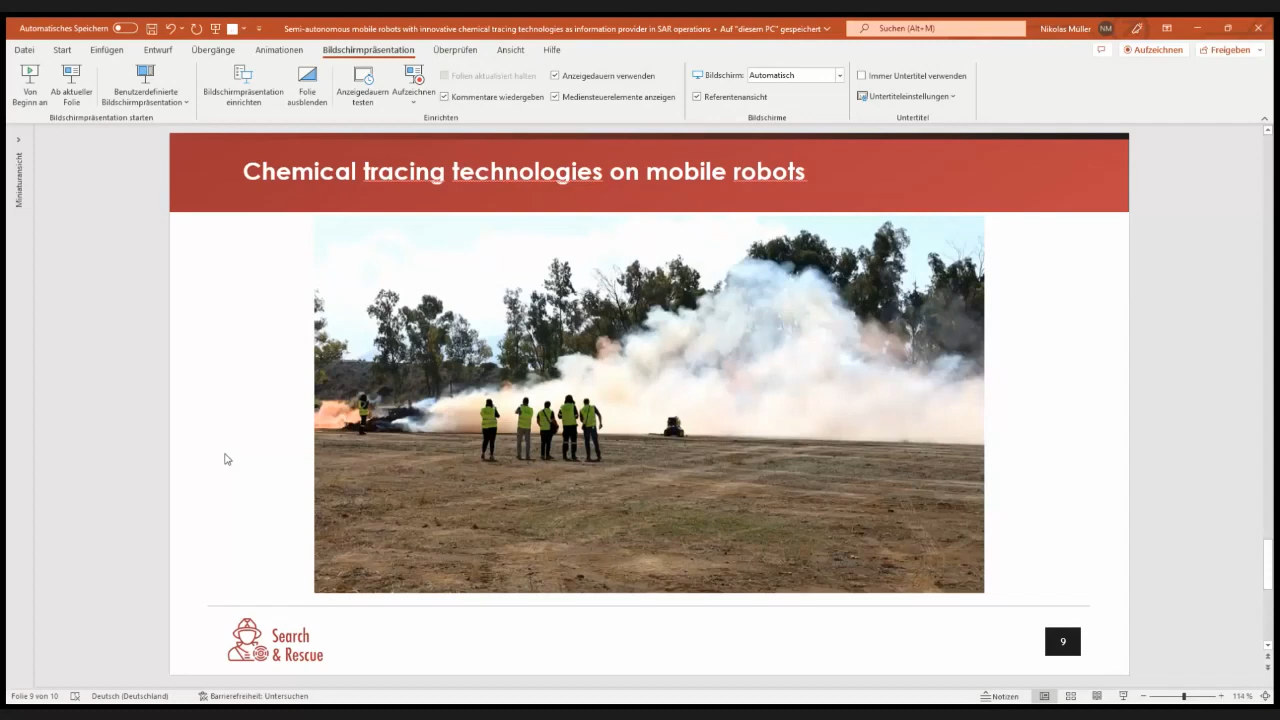 Automatisches Speichern
Semi-autonomous mobile robots with innovative chemical tracing technologies as information provider in SAR operations • Auf "diesem PC" gespeichert
Suchen (Alt+M)
Nikolas Müller
NM
Datei Start Einfügen Entwurf Übergänge Animationen Bildschirmpräsentation Überprüfen Ansicht Hilfe
Aufzeichnen
Freigeben
Von Beginn an
Ab aktueller Folie
Benutzerdefinierte Bildschirmpräsentation
Bildschirmpräsentation starten
Bildschirmpräsentation einrichten
Folie ausblenden
Anzeigedauern testen
Aufzeichnen
Folien aktualisiert halten
Kommentare wiedergeben
Anzeigedauern verwenden
Mediensteuerelemente anzeigen
Einrichten
Bildschirm: Automatisch
Referentenansicht
Bildschirme
Immer Untertitel verwenden
Untertiteleinstellungen
Untertitel
Miniaturansicht
Chemical tracing technologies on mobile robots
Search
& Rescue
9
Folie 9 von 10
Deutsch (Deutschland)
Barrierefreiheit: Untersuchen
Notizen
114 %